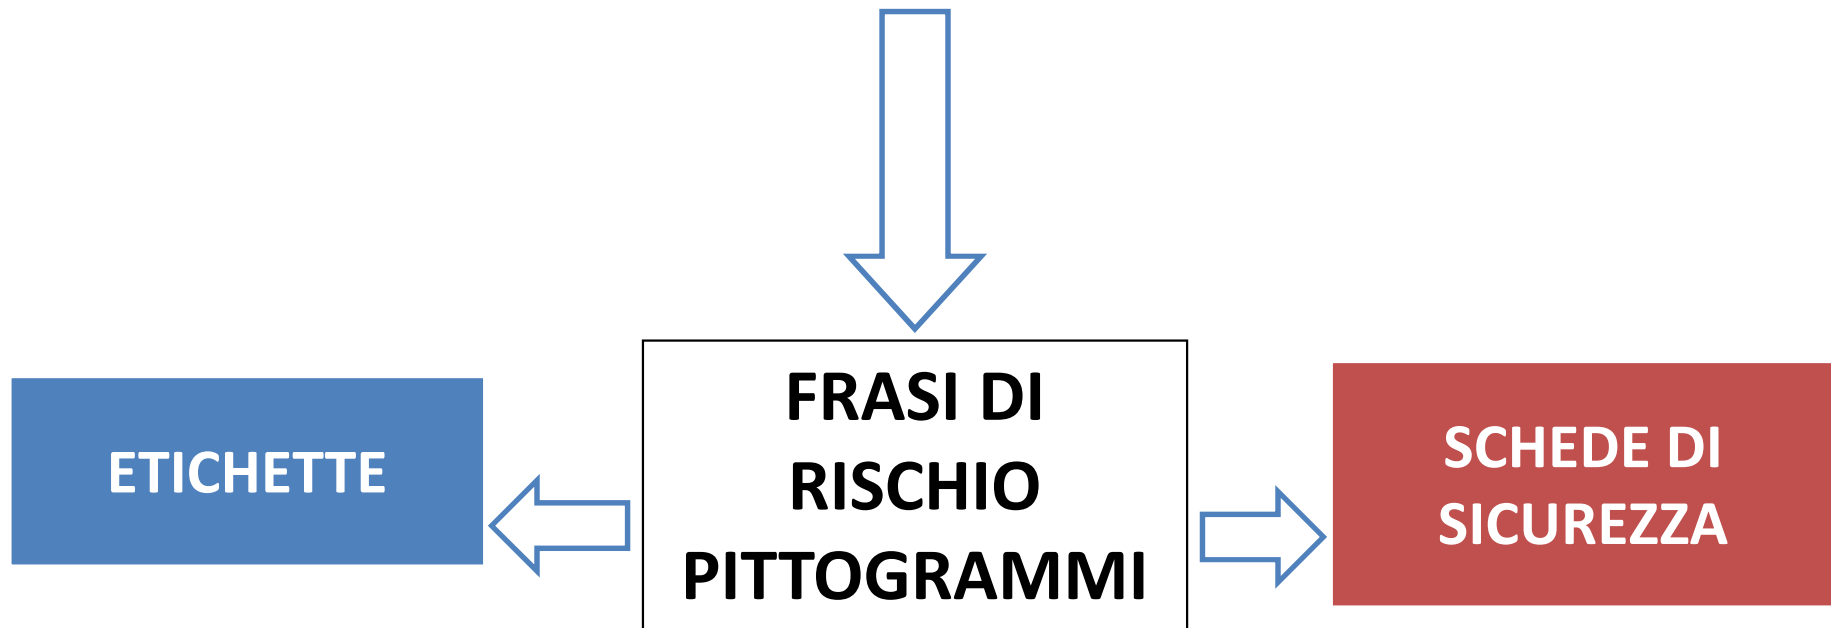 ETICHETTE
FRASI DI
RISCHIO
PITTOGRAMMI
SCHEDE DI
SICUREZZA